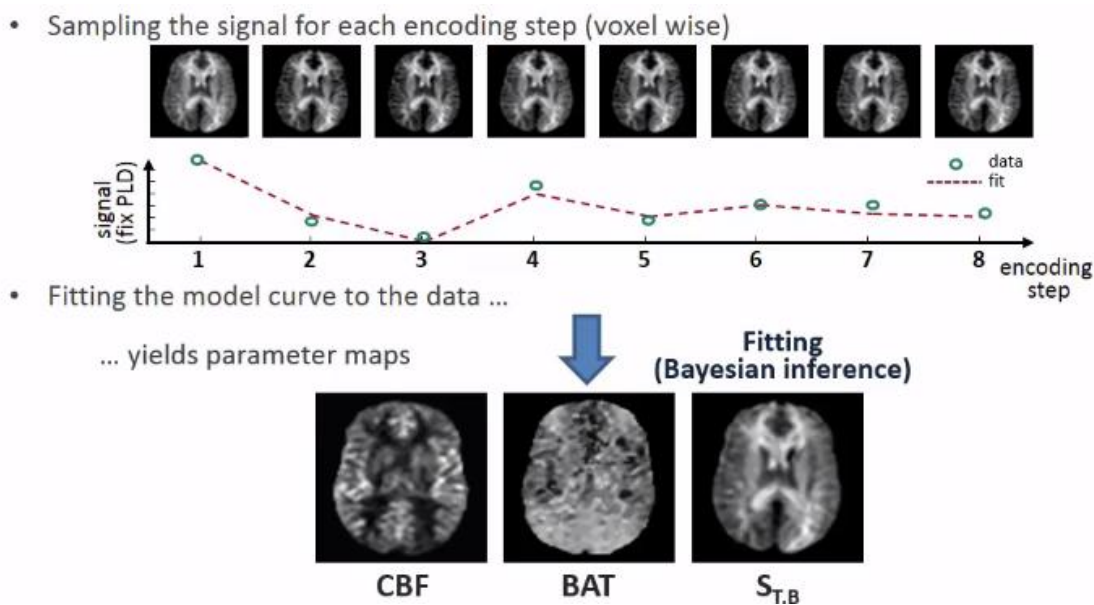 • Sampling the signal for each encoding step (voxel wise)
signal
(fix PLD)
data
fit
1 2 3 4 5 6 7 8 encoding
step
• Fitting the model curve to the data ...
... yields parameter maps
Fitting
(Bayesian inference)
CBF BAT S_T,B